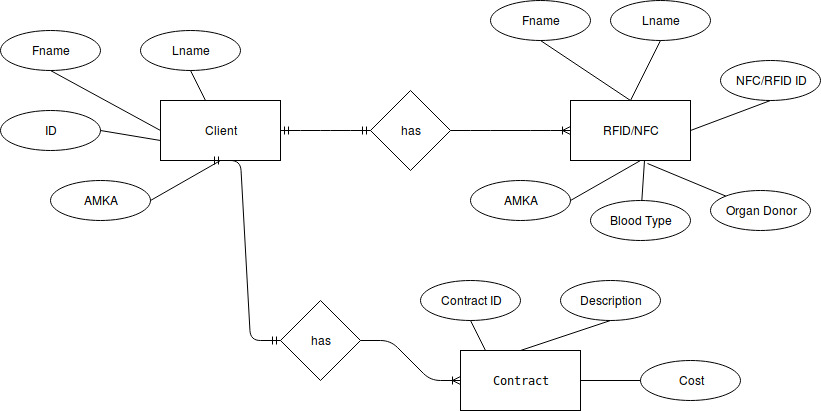 Fname
Lname
Fname
Lname
NFC/RFID ID
ID
Client
has
RFID/NFC
AMKA
AMKA
Blood Type
Organ Donor
Contract ID
Description
has
Contract
Cost